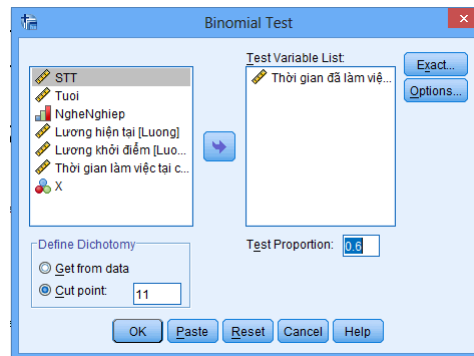 Binomial Test
STT
Tuoi
NgheNghiep
Lương hiện tại [Luong]
Lương khởi điểm [Luo...
Thời gian làm việc tại c...
X
Test Variable List:
Thời gian đã làm việ...
Exact...
Options...
Define Dichotomy
Get from data
Cut point: 11
Test Proportion: 0.6
OK Paste Reset Cancel Help